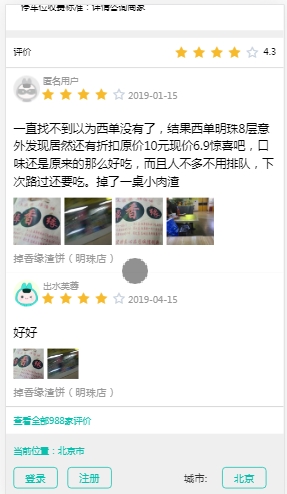 停车位收费标准：详情咨询商家
评价
4.3
匿名用户
2019-01-15
一直找不到以为西单没有了，结果西单明珠8层意
外发现居然还有折扣原价10元现价6.9惊喜吧，口
味还是原来的那么好吃，而且人多不用排队，下
次路过还要吃。掉了一桌小肉渣
掉香缘渣饼（明珠店）
出水芙蓉
2019-04-15
好好
掉香缘渣饼（明珠店）
查看全部988家评价
当前位置：北京市
登录
注册
城市:
北京